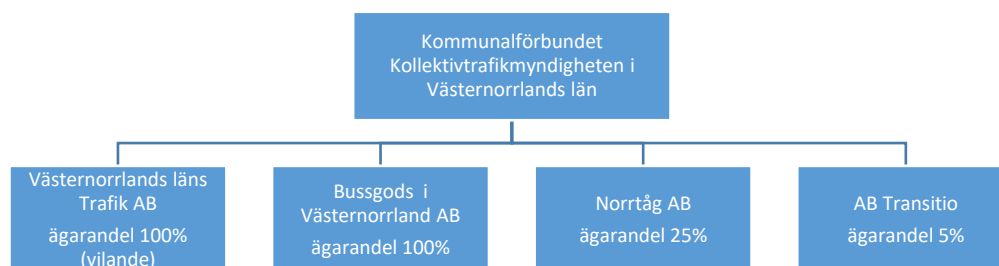 Kommunalförbundet
Kollektivtrafikmyndigheten i
Västernorrlands län
Västernorrlands läns
Trafik AB
ägarandel 100%
(vilande)
Bussgods i
Västernorrland AB
ägarandel 100%
Norrtåg AB
ägarandel 25%
AB Transitio
ägarandel 5%